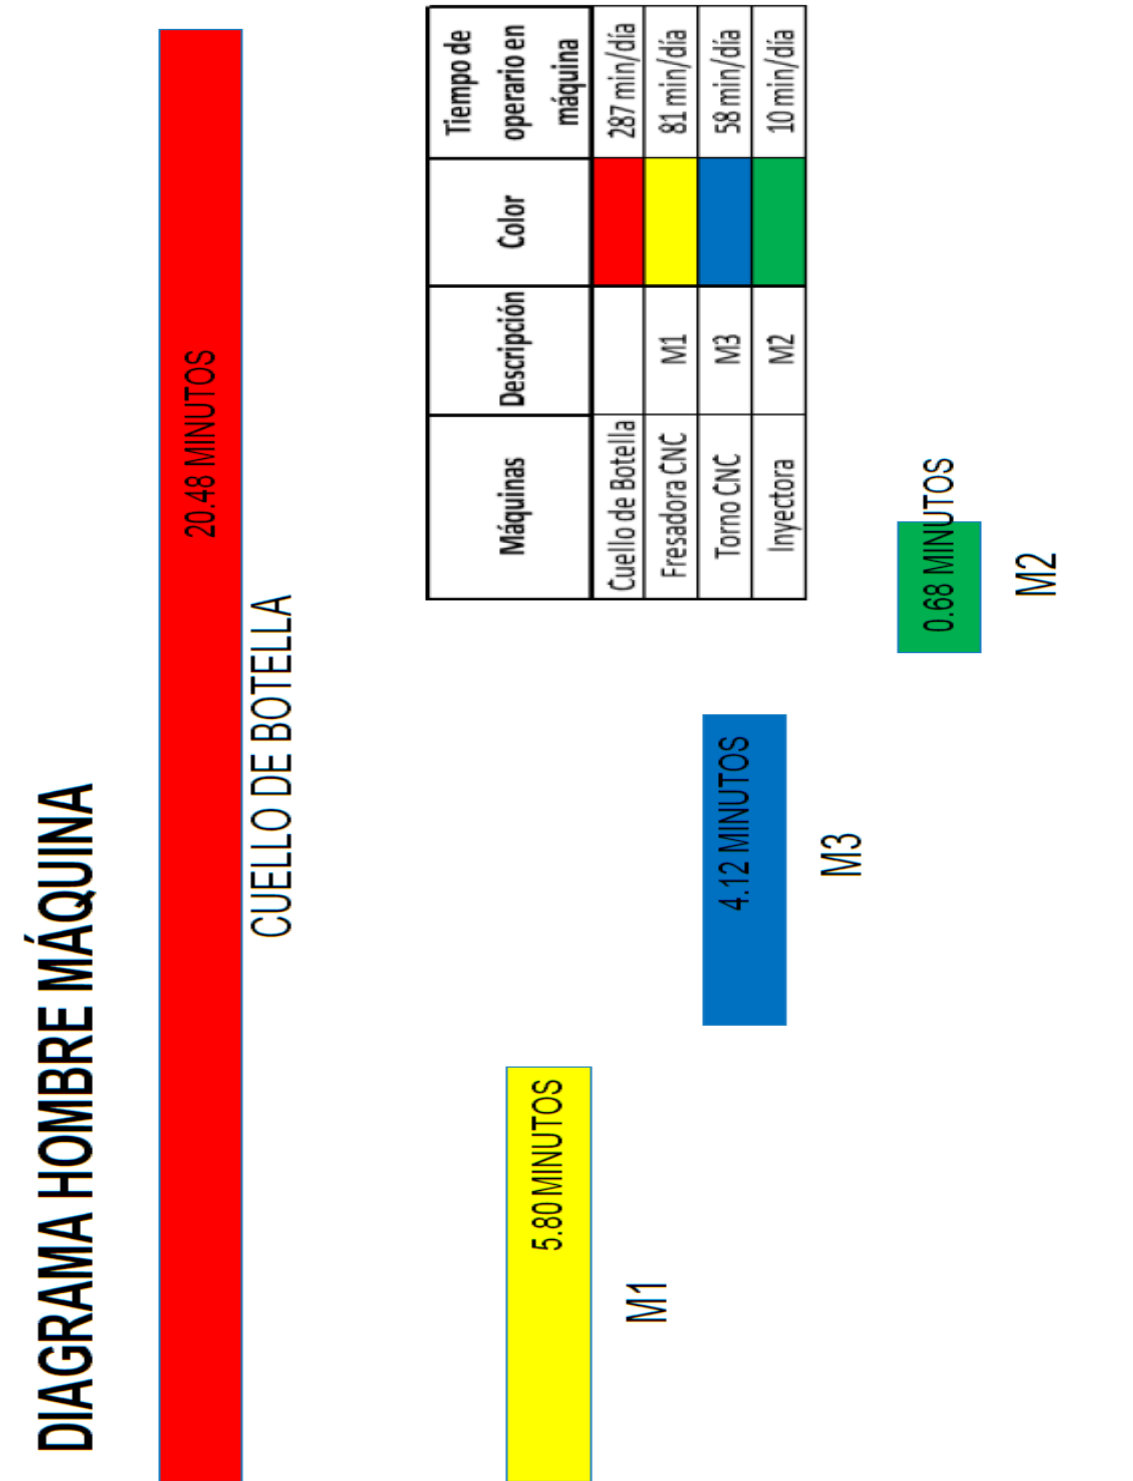 DIAGRAMA HOMBRE MÁQUINA
20.48 MINUTOS
CUELLO DE BOTELLA
Máquinas Descripción Color Tiempo de operario en máquina
Cuello de Botella 287 min/día
Fresadora CNC M1 81 min/día
Torno CNC M3 58 min/día
Inyectora M2 10 min/día
5.80 MINUTOS
M1
4.12 MINUTOS
M3
0.68 MINUTOS
M2